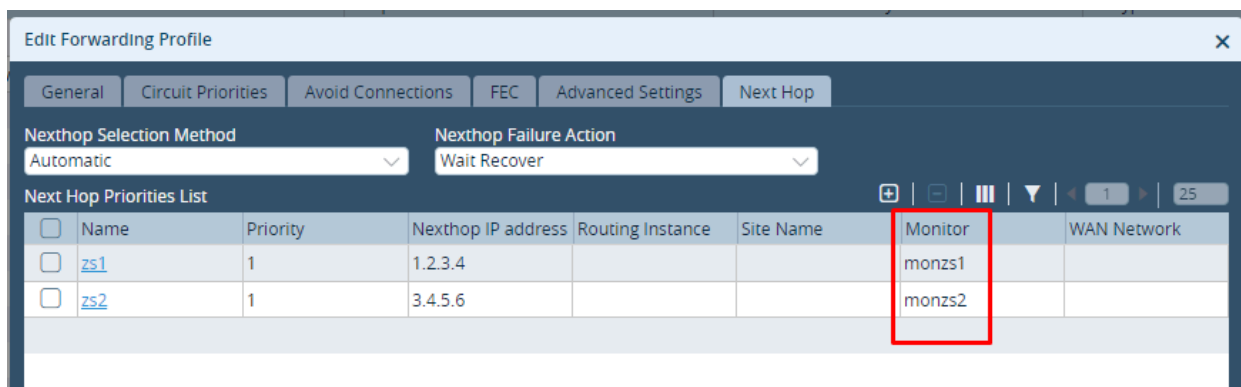 Edit Forwarding Profile
General Circuit Priorities Avoid Connections FEC Advanced Settings Next Hop
Nexthop Selection Method Nexthop Failure Action
Automatic Wait Recover
Next Hop Priorities List 1 25
Name Priority Nexthop IP address Routing Instance Site Name Monitor WAN Network
zs1 1 1.2.3.4 monzs1
zs2 1 3.4.5.6 monzs2